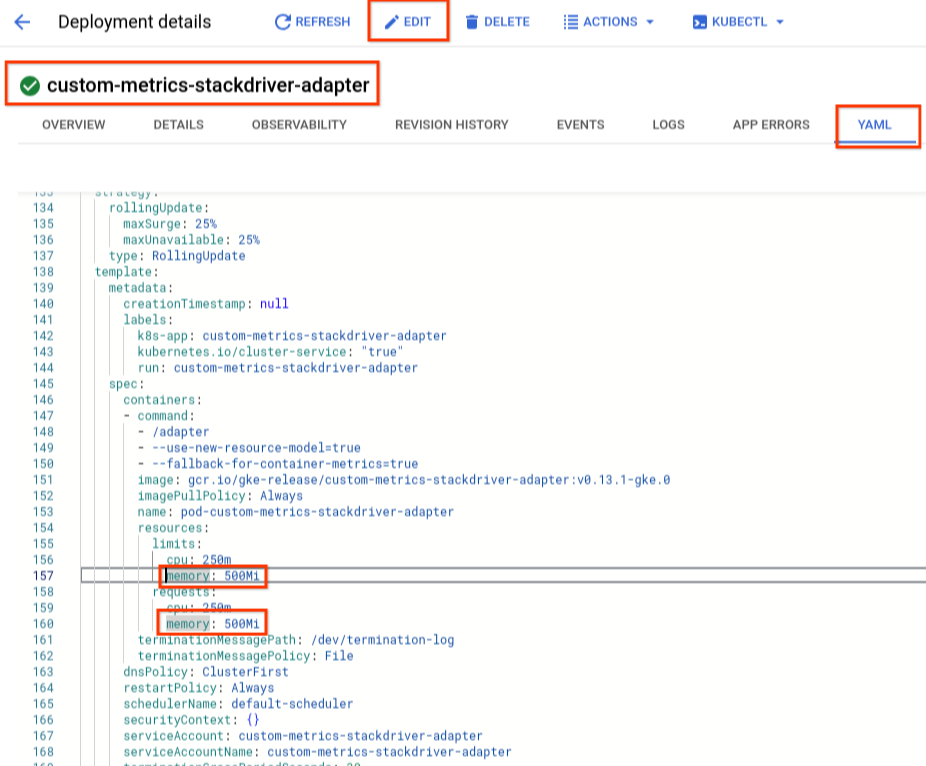 Deployment details REFRESH EDIT DELETE ACTIONS KUBECTL
custom-metrics-stackdriver-adapter
OVERVIEW DETAILS OBSERVABILITY REVISION HISTORY EVENTS LOGS APP ERRORS YAML
133 strategy:
134 rollingUpdate:
135 maxSurge: 25%
136 maxUnavailable: 25%
137 type: RollingUpdate
138 template:
139 metadata:
140 creationTimestamp: null
141 labels:
142 k8s-app: custom-metrics-stackdriver-adapter
143 kubernetes.io/cluster-service: "true"
144 run: custom-metrics-stackdriver-adapter
145 spec:
146 containers:
147 - command:
148 - /adapter
149 - --use-new-resource-model=true
150 - --fallback-for-container-metrics=true
151 image: gcr.io/gke-release/custom-metrics-stackdriver-adapter:v0.13.1-gke.0
152 imagePullPolicy: Always
153 name: pod-custom-metrics-stackdriver-adapter
154 resources:
155 limits:
156 cpu: 250m
157 memory: 500Mi
158 requests:
159 cpu: 250m
160 memory: 500Mi
161 terminationMessagePath: /dev/termination-log
162 terminationMessagePolicy: File
163 dnsPolicy: ClusterFirst
164 restartPolicy: Always
165 schedulerName: default-scheduler
166 securityContext: {}
167 serviceAccount: custom-metrics-stackdriver-adapter
168 serviceAccountName: custom-metrics-stackdriver-adapter